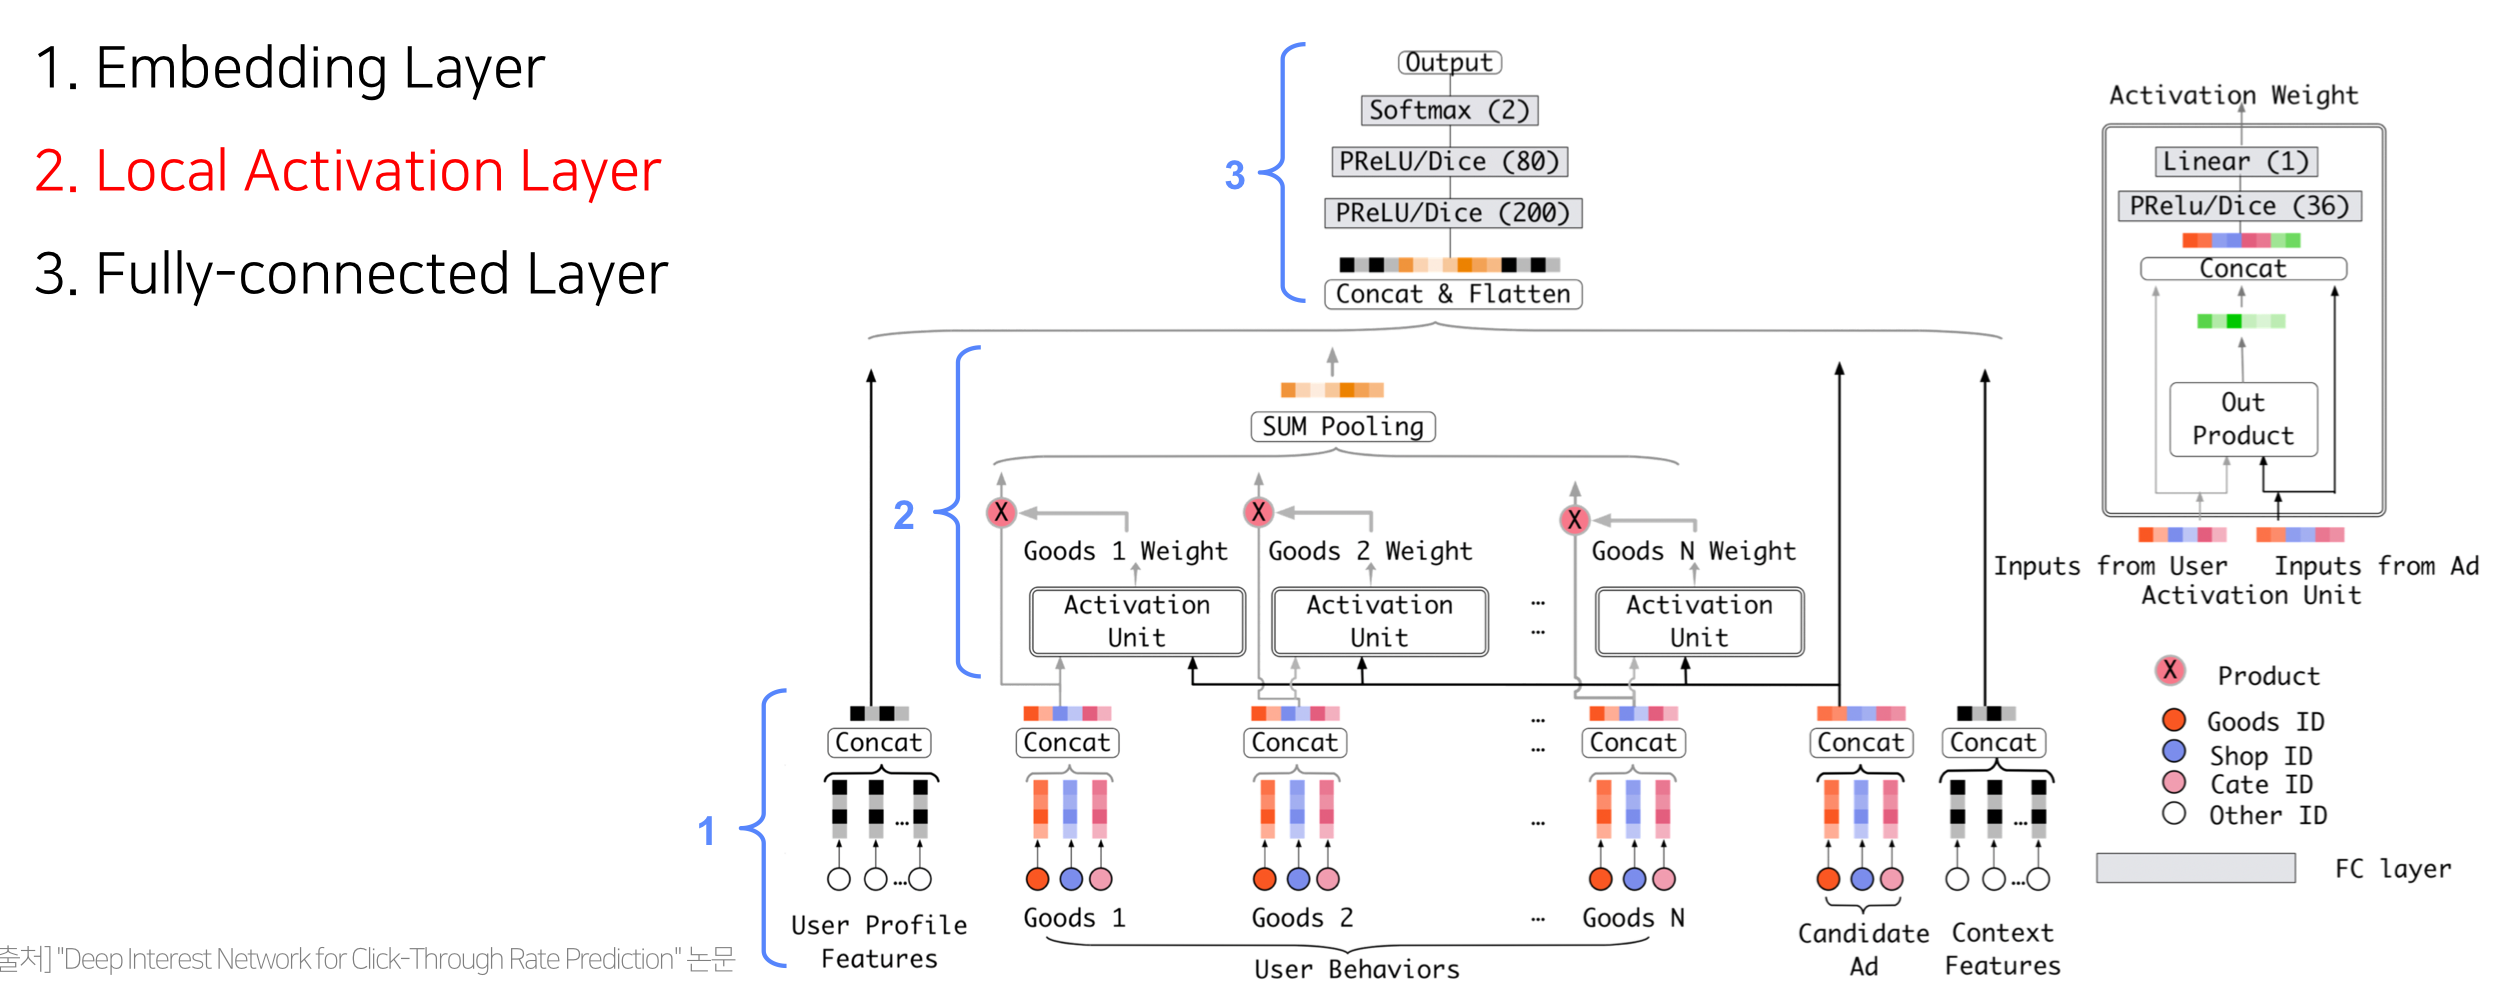 1. Embedding Layer
2. Local Activation Layer
3. Fully-connected Layer
3
Output
Softmax (2)
PReLU/Dice (80)
PReLU/Dice (200)
Concat & Flatten
2
SUM Pooling
X
X
X
Goods 1 Weight
Goods 2 Weight
Goods N Weight
Activation
Unit
Activation
Unit
...
...
Activation
Unit
1
Concat
Concat
Concat
...
...
Concat
Concat
Concat
...
...
...
...
...
User Profile
Features
Goods 1
Goods 2
...
Goods N
User Behaviors
Candidate
Ad
Context
Features
Activation Weight
Linear (1)
PRelu/Dice (36)
Concat
Out
Product
Inputs from User
Inputs from Ad
Activation Unit
X Product
Goods ID
Shop ID
Cate ID
Other ID
FC layer
출처] "Deep Interest Network for Click-Through Rate Prediction" 논문